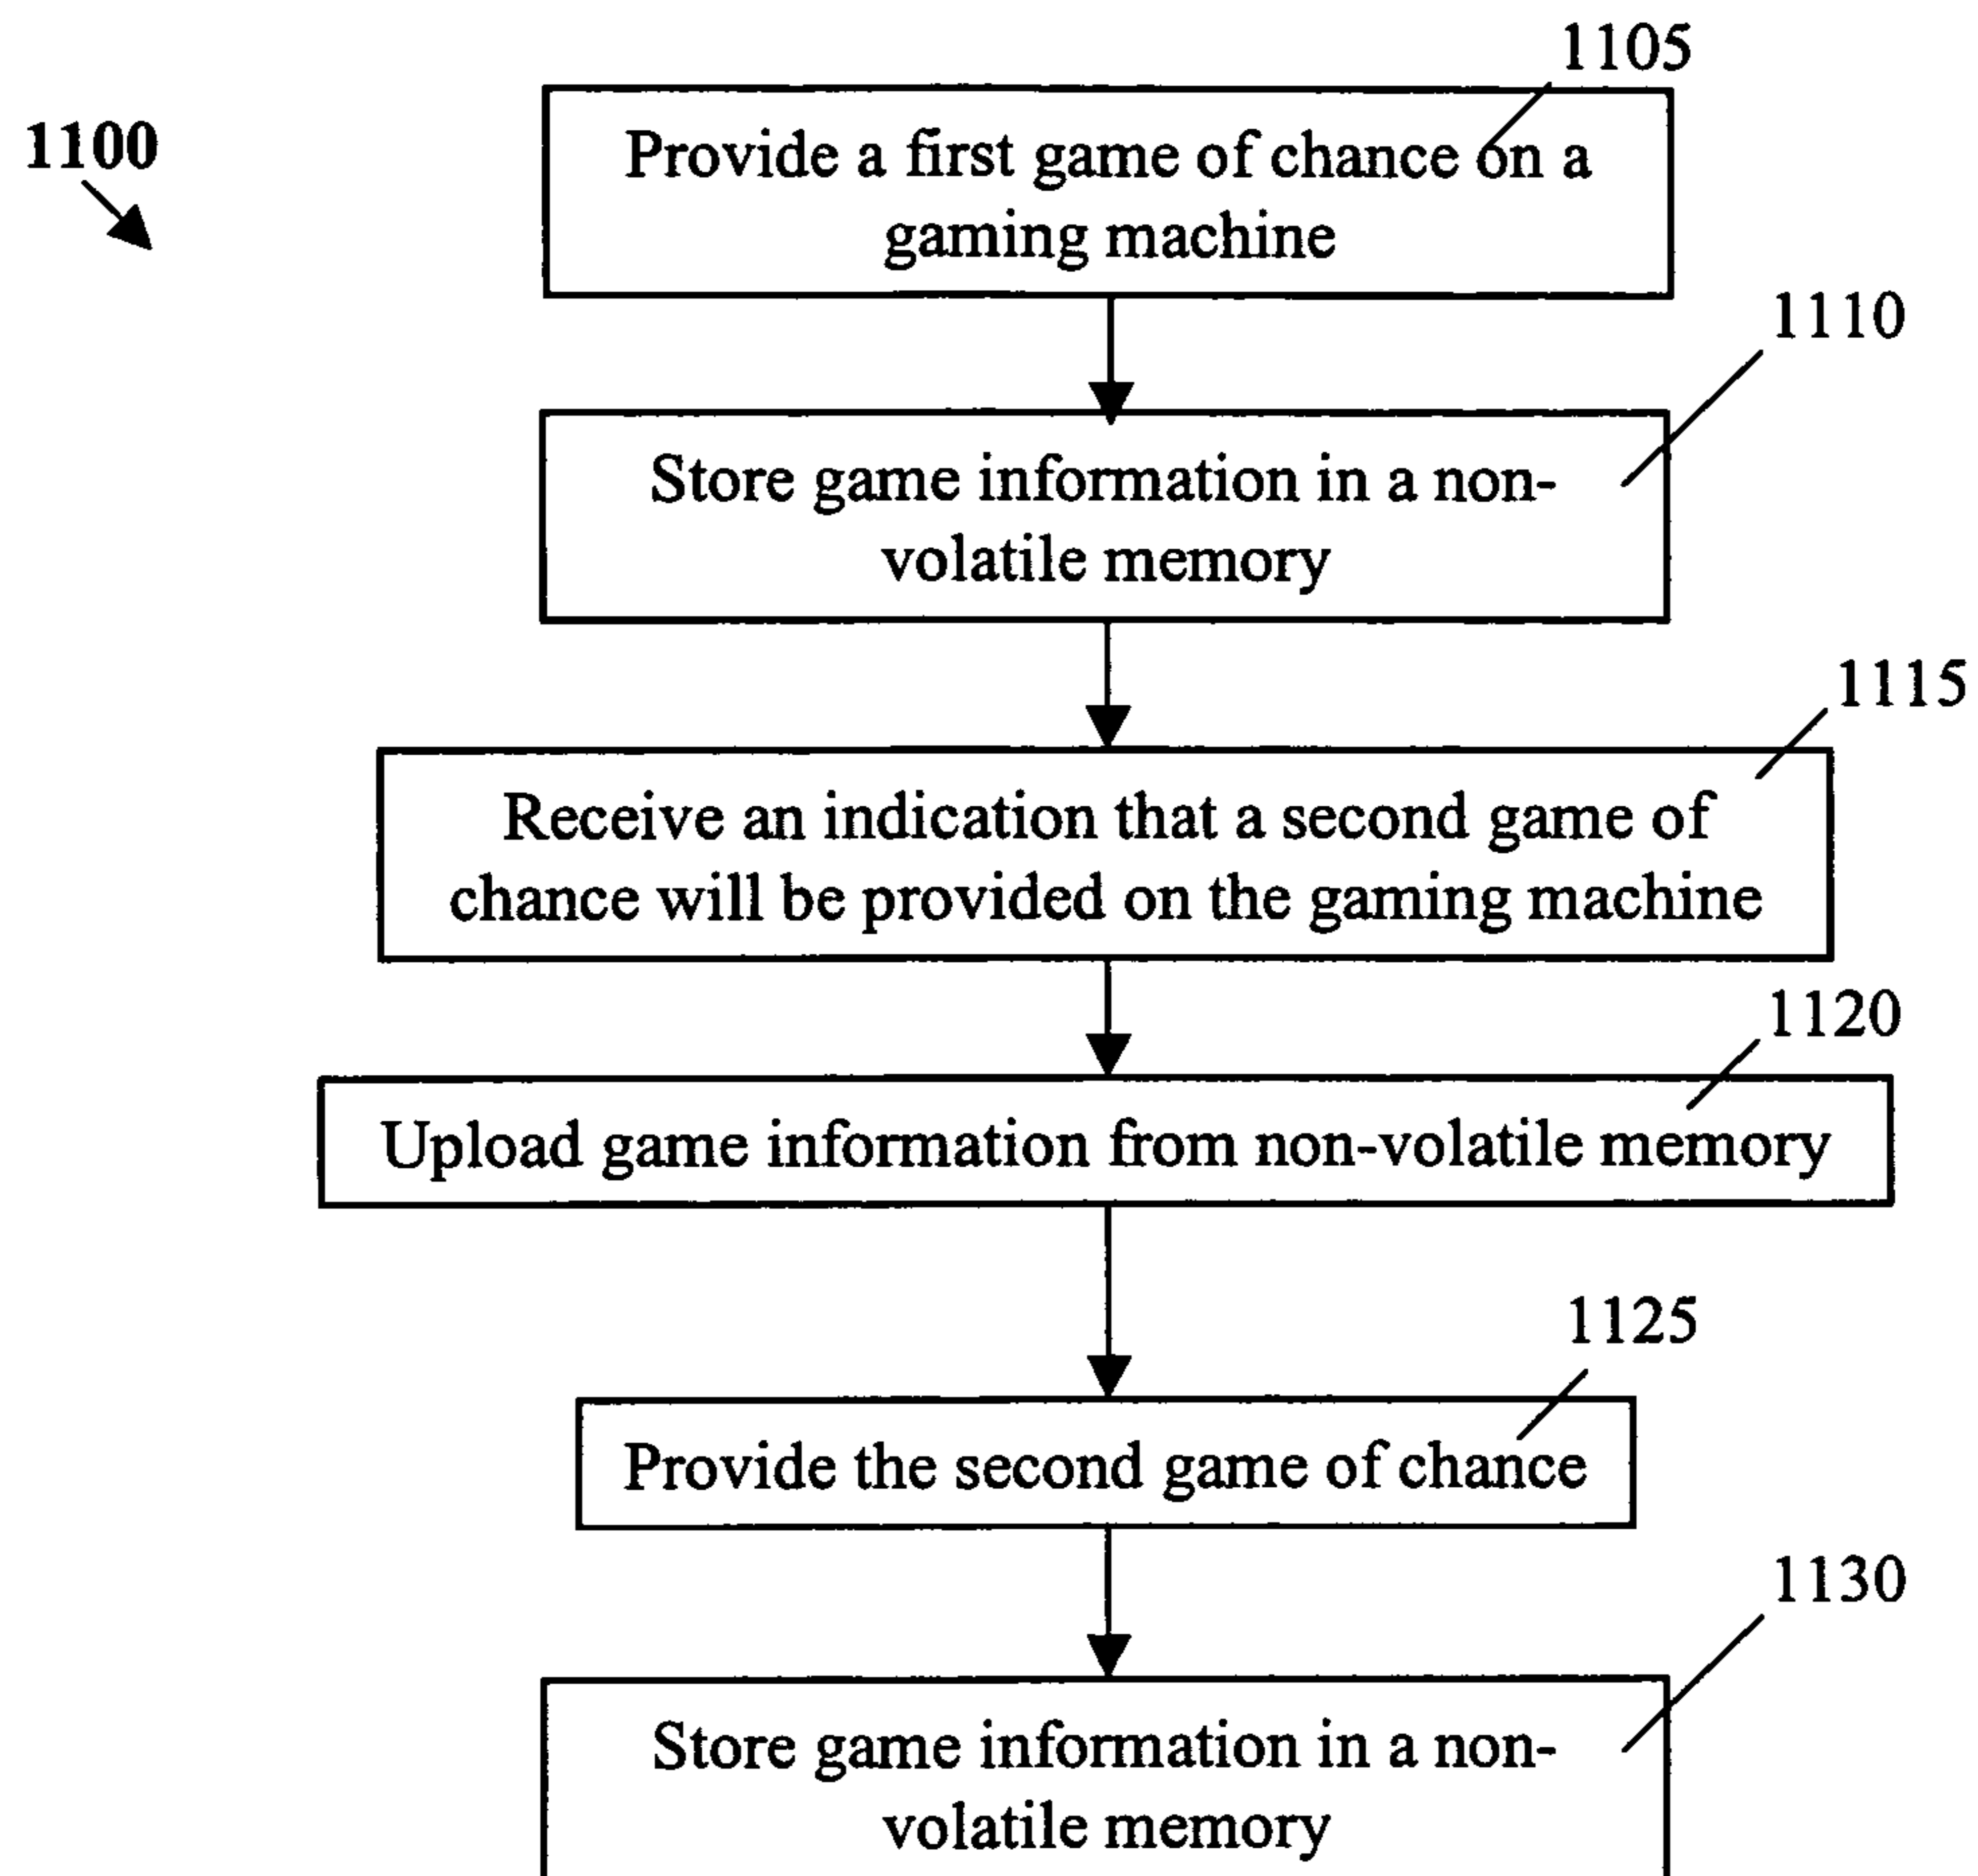 1105
1100
Provide a first game of chance on a
gaming machine
1110
Store game information in a non-
volatile memory
1115
Receive an indication that a second game of
chance will be provided on the gaming machine
1120
Upload game information from non-volatile memory
1125
Provide the second game of chance
1130
Store game information in a non-
volatile memory